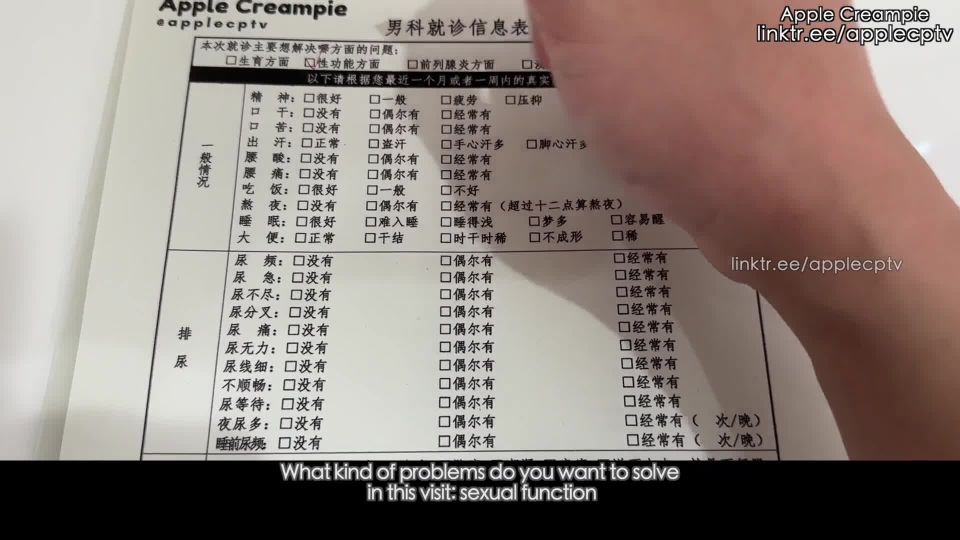 Apple Creampie
@applecptv
男科就诊信息表
Apple Creampie
linktr.ee/applecptv
本次就诊主要想解决哪方面的问题:
□生育方面 □性功能方面 □前列腺炎方面
以下请根据您最近一个月或者一周内的真实
一般情况
精 神: □很好 □一般 □疲劳 □压抑
口 干: □没有 □偶尔有 □经常有
口 苦: □没有 □偶尔有 □经常有
出 汗: □正常 □盗汗 □手心汗多 □脚心汗多
腰 酸: □没有 □偶尔有 □经常有
腰 痛: □没有 □偶尔有 □经常有
吃 饭: □很好 □一般 □不好
熬 夜: □没有 □偶尔有 □经常有(超过十二点算熬夜)
睡 眠: □很好 □难入睡 □睡得浅 □梦多 □容易醒
大 便: □正常 □干结 □时干时稀 □不成形 □稀
linktr.ee/applecptv
排尿
尿 频: □没有 □偶尔有 □经常有
尿 急: □没有 □偶尔有 □经常有
尿不尽: □没有 □偶尔有 □经常有
尿分叉: □没有 □偶尔有 □经常有
尿 痛: □没有 □偶尔有 □经常有
尿无力: □没有 □偶尔有 □经常有
尿线细: □没有 □偶尔有 □经常有
不顺畅: □没有 □偶尔有 □经常有
尿等待: □没有 □偶尔有 □经常有
夜尿多: □没有 □偶尔有 □经常有( 次/晚)
睡前尿频: □没有 □偶尔有 □经常有( 次/晚)
What kind of problems do you want to solve
in this visit: sexual function